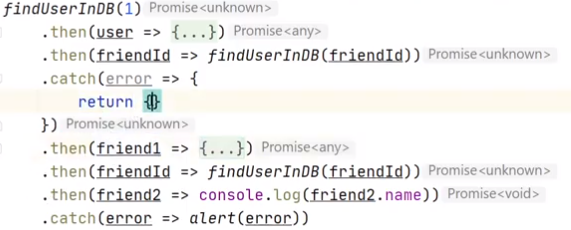 findUserInDB(1) Promise<unknown>
.then(user => {...}) Promise<any>
.then(friendId => findUserInDB(friendId)) Promise<unknown>
.catch(error => {
return {}
}) Promise<unknown>
.then(friend1 => {...}) Promise<any>
.then(friendId => findUserInDB(friendId)) Promise<unknown>
.then(friend2 => console.log(friend2.name)) Promise<void>
.catch(error => alert(error))